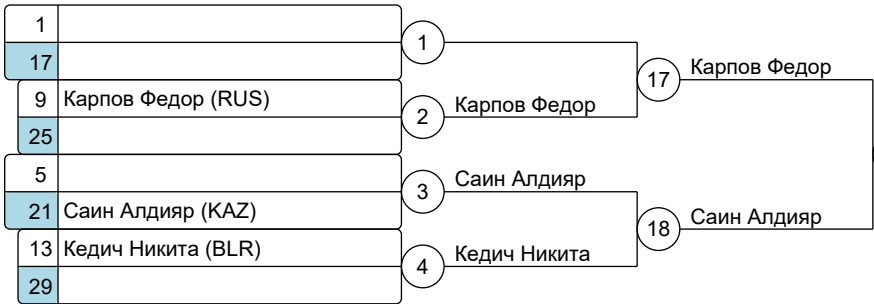 1
17
1
9 Карпов Федор (RUS)
25
2 Карпов Федор
17 Карпов Федор
5
21 Саин Алдияр (KAZ)
3 Саин Алдияр
13 Кедич Никита (BLR)
29
4 Кедич Никита
18 Саин Алдияр